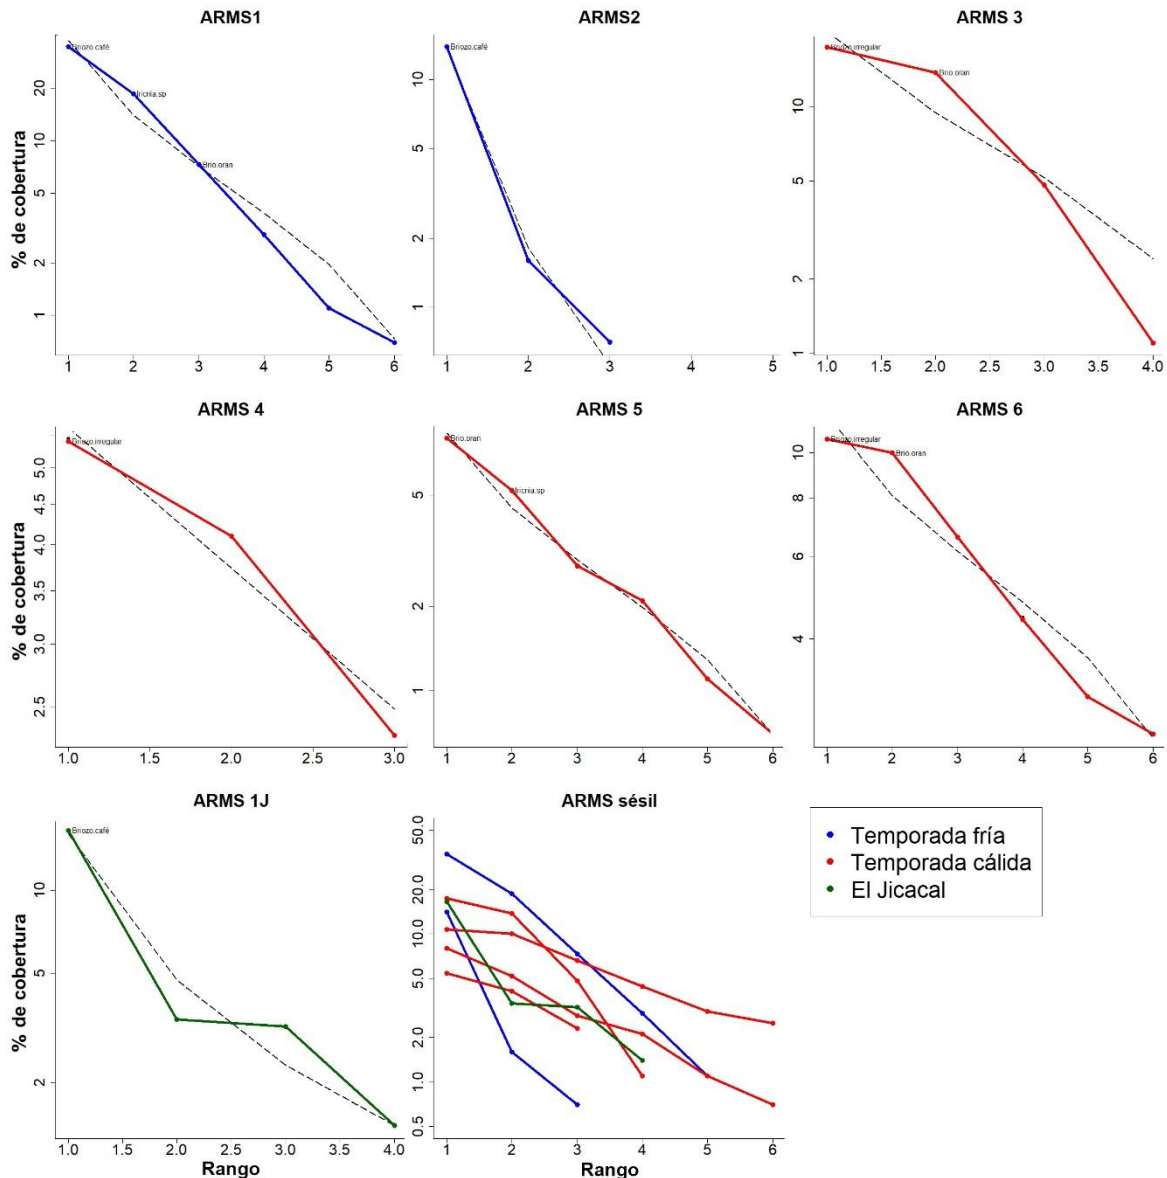 ARMS1
ARMS2
ARMS 3
% de cobertura
20
10
5
2
1
Briozo.café
Iricnia.sp
Brio.oran
1 2 3 4 5 6
10
5
2
1
Briozo.café
1 2 3 4 5
10
5
2
1
Briozo.irregular
Brio.oran
1.0 1.5 2.0 2.5 3.0 3.5 4.0
ARMS 4
ARMS 5
ARMS 6
% de cobertura
5.0
4.5
4.0
3.5
3.0
2.5
Briozo.irregular
1.0 1.5 2.0 2.5 3.0
5
2
1
Brio.oran
Iricnia.sp
1 2 3 4 5 6
10
8
6
4
Briozo.irregular
Brio.oran
1 2 3 4 5 6
ARMS 1J
ARMS sésil
% de cobertura
10
5
2
Briozo.café
1.0 1.5 2.0 2.5 3.0 3.5 4.0
Rango
50.0
20.0
10.0
5.0
2.0
1.0
0.5
1 2 3 4 5 6
Rango
Temporada fría
Temporada cálida
El Jicacal